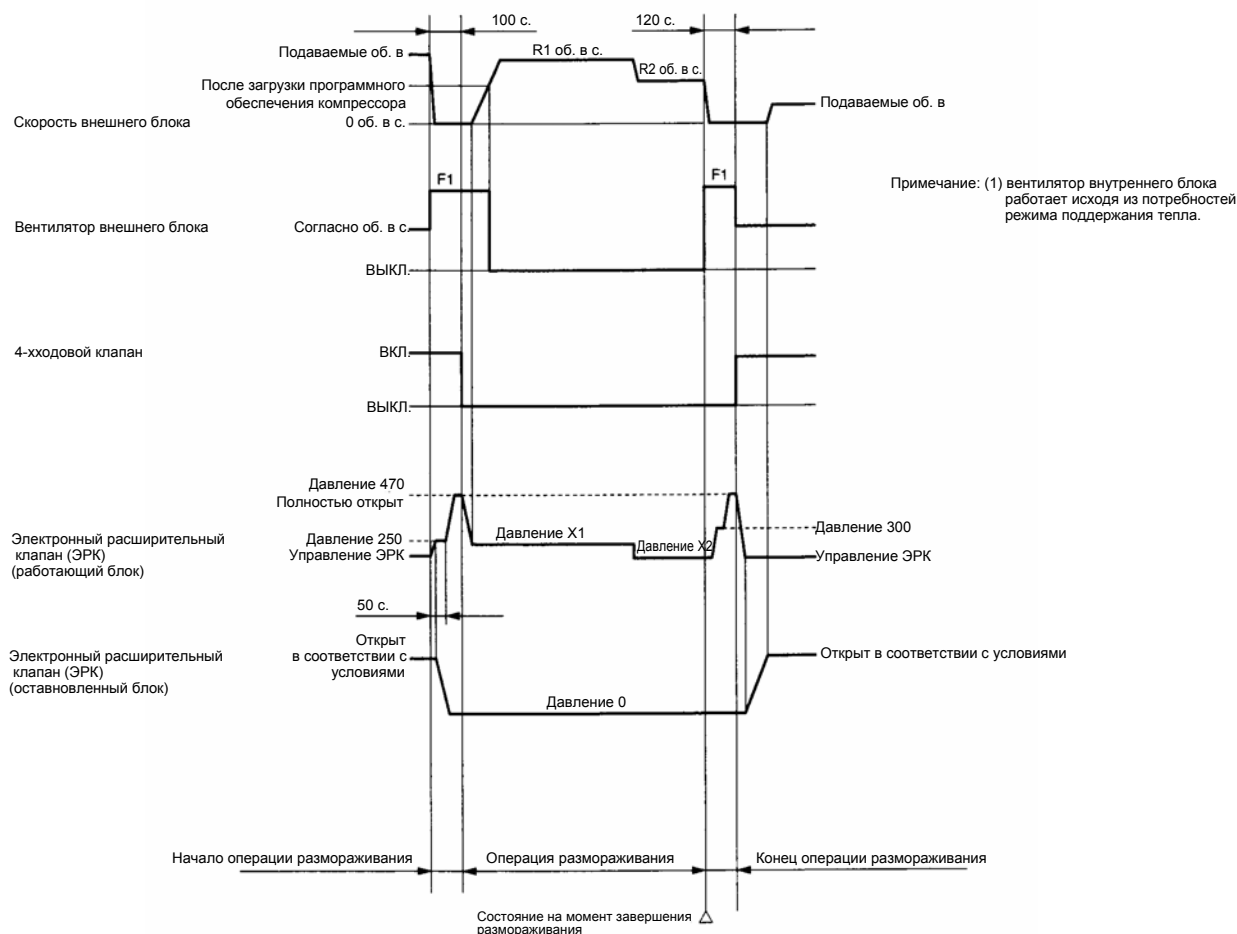 100 с.
120 с.
Подаваемые об. в
R1 об. в с.
R2 об. в с.
После загрузки программного
обеспечения компрессора
Подаваемые об. в
Скорость внешнего блока
0 об. в с.
F1
F1
Примечание: (1) вентилятор внутреннего блока
работает исходя из потребностей
режима поддержания тепла.
Вентилятор внешнего блока
Согласно об. в с.
ВЫКЛ.
4-хходовой клапан
ВКЛ.
ВЫКЛ.
Давление 470
Полностью открыт
Электронный расширительный
клапан (ЭРК)
(работающий блок)
Давление 250
Управление ЭРК
Давление X1
Давление X2
Давление 300
Управление ЭРК
50 с.
Электронный расширительный
клапан (ЭРК)
(оставновленный блок)
Открыт
в соответствии с
условиями
Давление 0
Открыт в соответствии с условиями
Начало операции размораживания
Операция размораживания
Конец операции размораживания
Состояние на момент завершения
размораживания